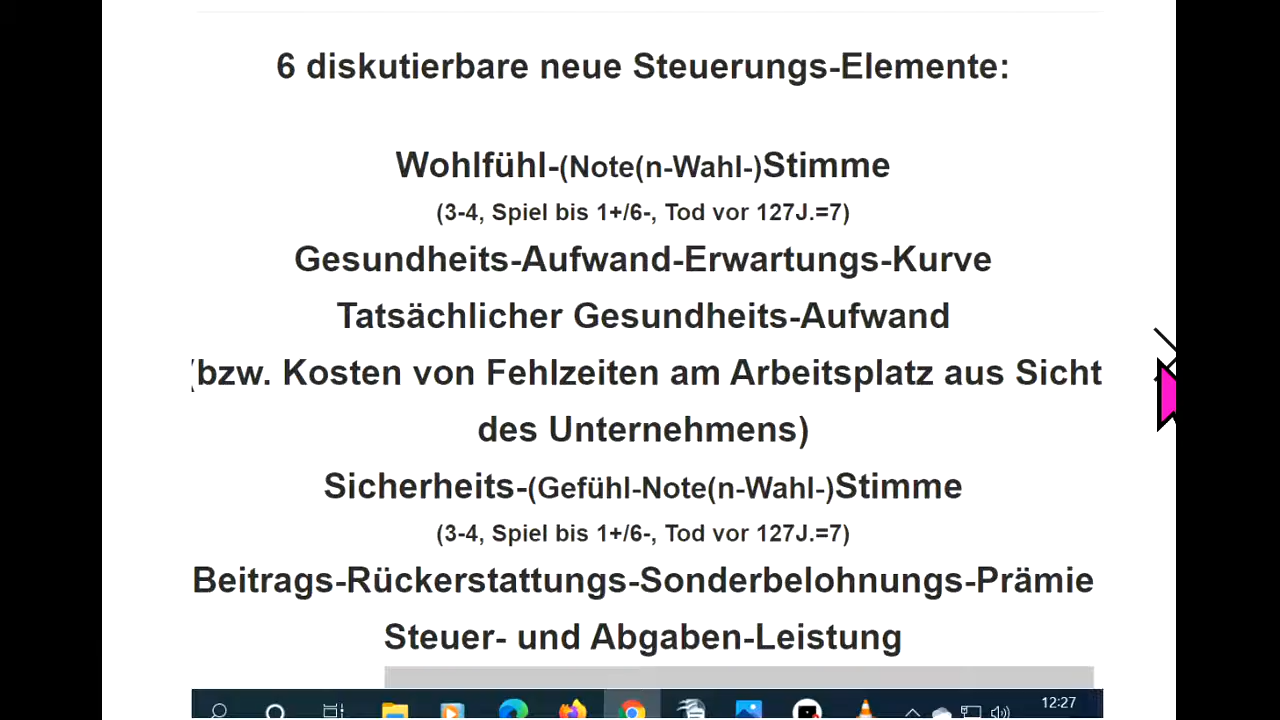 6 diskutierbare neue Steuerungs-Elemente:
Wohlfühl-(Note(n-Wahl-)Stimme
(3-4, Spiel bis 1+/6-, Tod vor 127J.=7)
Gesundheits-Aufwand-Erwartungs-Kurve
Tatsächlicher Gesundheits-Aufwand
(bzw. Kosten von Fehlzeiten am Arbeitsplatz aus Sicht
des Unternehmens)
Sicherheits-(Gefühl-Note(n-Wahl-)Stimme
(3-4, Spiel bis 1+/6-, Tod vor 127J.=7)
Beitrags-Rückerstattungs-Sonderbelohnungs-Prämie
Steuer- und Abgaben-Leistung
12:27